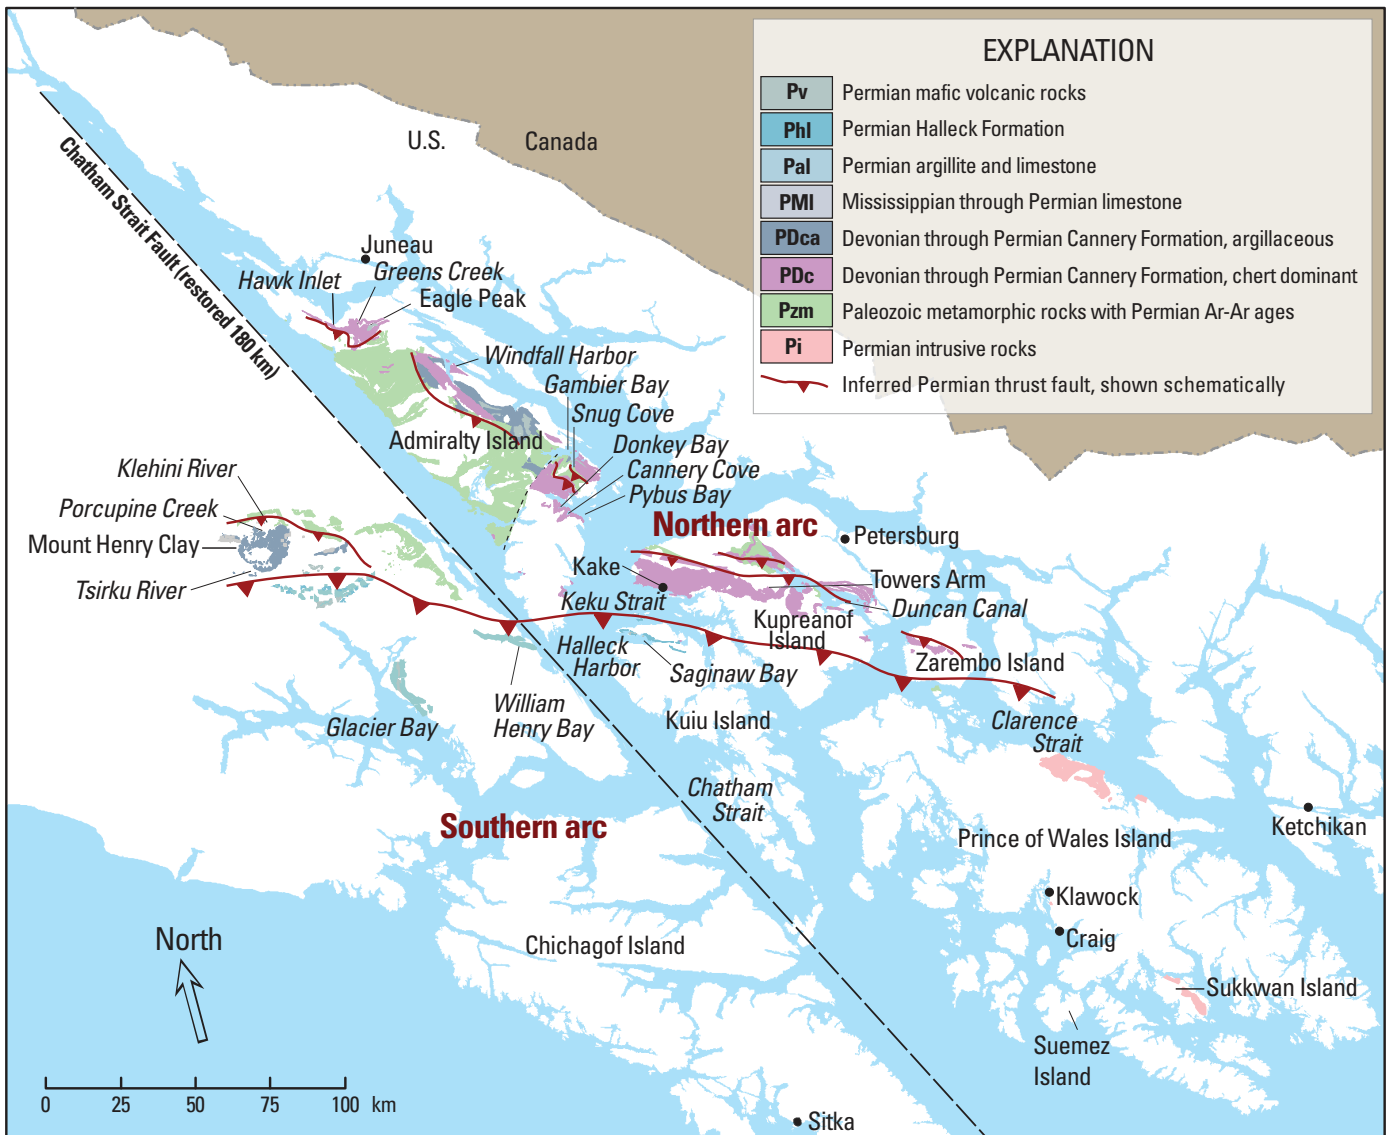 EXPLANATION
Pv Permian mafic volcanic rocks
Phl Permian Halleck Formation
Pal Permian argillite and limestone
PMl Mississippian through Permian limestone
PDca Devonian through Permian Cannery Formation, argillaceous
PDc Devonian through Permian Cannery Formation, chert dominant
Pzm Paleozoic metamorphic rocks with Permian Ar-Ar ages
Pi Permian intrusive rocks
Inferred Permian thrust fault, shown schematically
U.S.
Canada
Chatham Strait Fault (restored 180 km)
Juneau
Hawk Inlet
Greens Creek
Eagle Peak
Windfall Harbor
Gambier Bay
Snug Cove
Admiralty Island
Donkey Bay
Cannery Cove
Pybus Bay
Klehini River
Porcupine Creek
Mount Henry Clay
Tsirku River
Northern arc
Petersburg
Kake
Towers Arm
Keku Strait
Duncan Canal
Kupreanof
Island
Halleck
Harbor
Saginaw Bay
Zarembo Island
William
Henry Bay
Glacier Bay
Kuiu Island
Clarence
Strait
Chatham
Strait
Southern arc
Prince of Wales Island
Ketchikan
Klawock
Craig
Chichagof Island
North
Sukkwan Island
Suemez
Island
0 25 50 75 100 km
Sitka